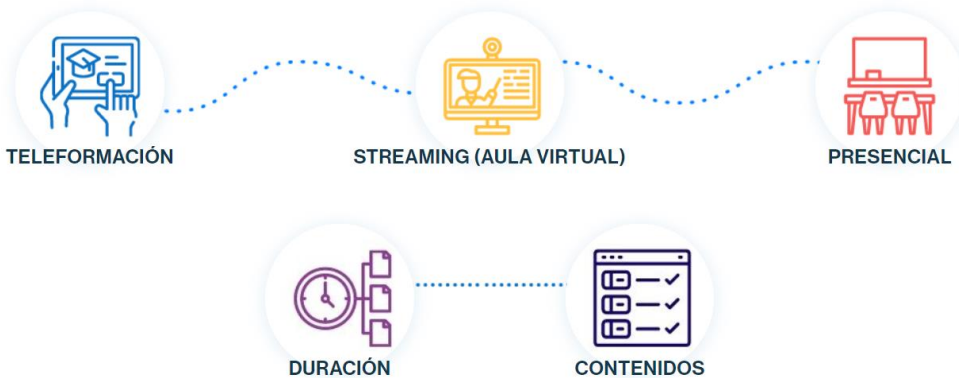 TELEFORMACIÓN
STREAMING (AULA VIRTUAL)
PRESENCIAL
DURACIÓN
CONTENIDOS